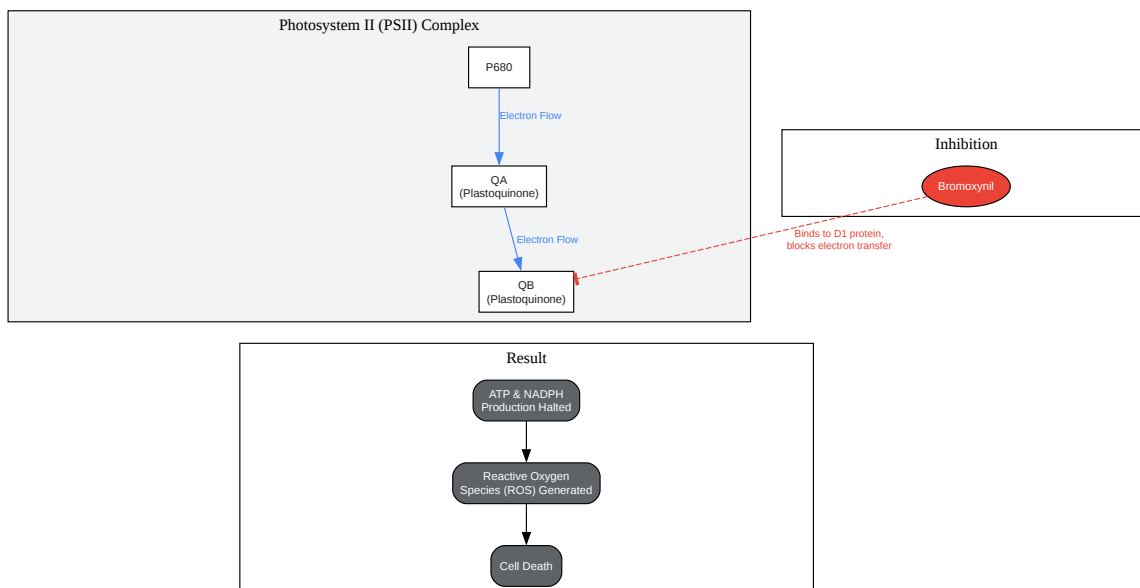 Photosystem II (PSII) Complex
P680
Electron Flow
QA
(Plastoquinone)
Electron Flow
QB
(Plastoquinone)
Inhibition
Bromoxynil
Binds to D1 protein,
blocks electron transfer
Result
ATP & NADPH
Production Halted
Reactive Oxygen
Species (ROS) Generated
Cell Death